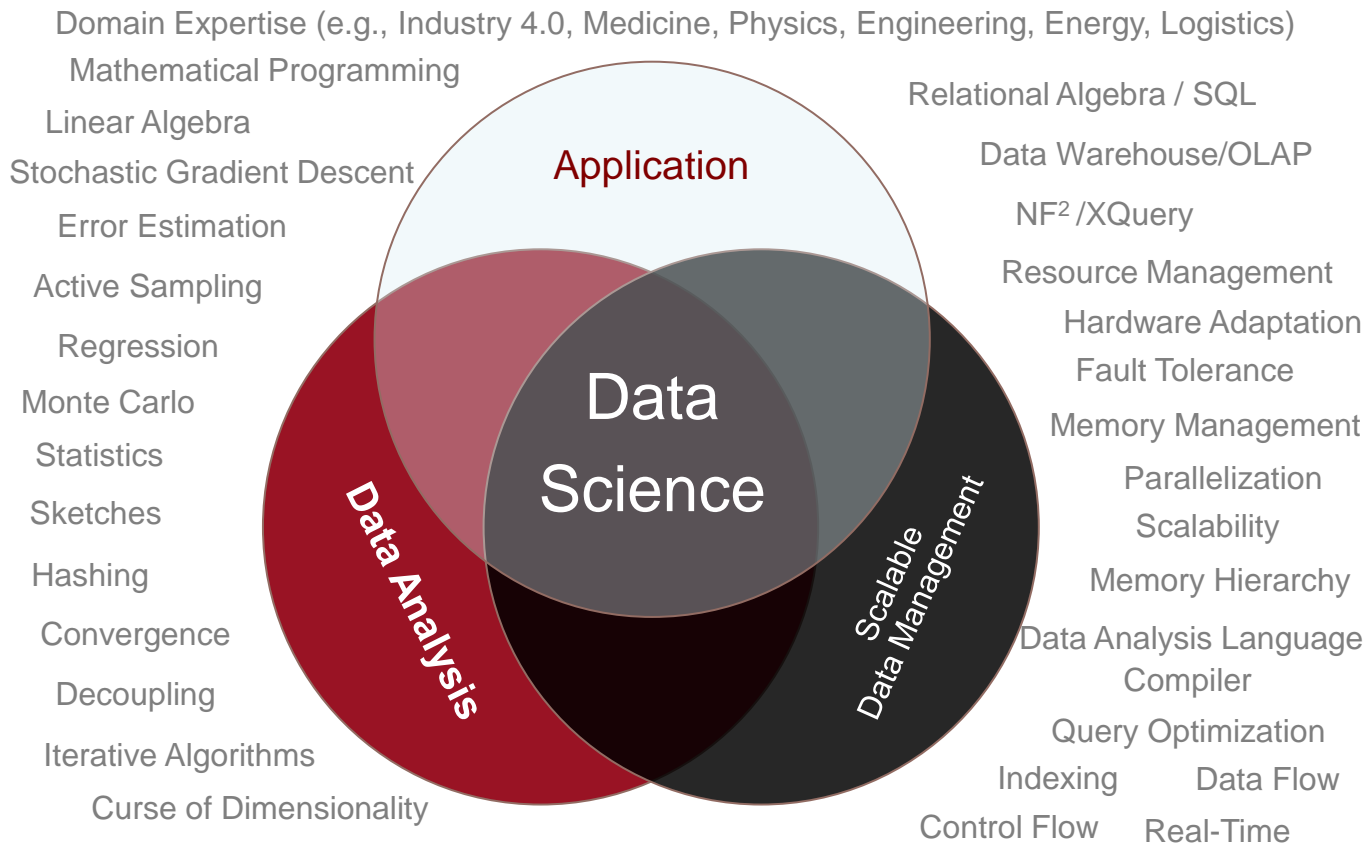 Domain Expertise (e.g., Industry 4.0, Medicine, Physics, Engineering, Energy, Logistics)
Mathematical Programming
Linear Algebra
Stochastic Gradient Descent
Error Estimation
Active Sampling
Regression
Monte Carlo
Statistics
Sketches
Hashing
Convergence
Decoupling
Iterative Algorithms
Curse of Dimensionality
Application
Data
Science
Data Analysis
Scalable
Data Management
Relational Algebra / SQL
Data Warehouse/OLAP
NF² /XQuery
Resource Management
Hardware Adaptation
Fault Tolerance
Memory Management
Parallelization
Scalability
Memory Hierarchy
Data Analysis Language
Compiler
Query Optimization
Indexing Data Flow
Control Flow Real-Time